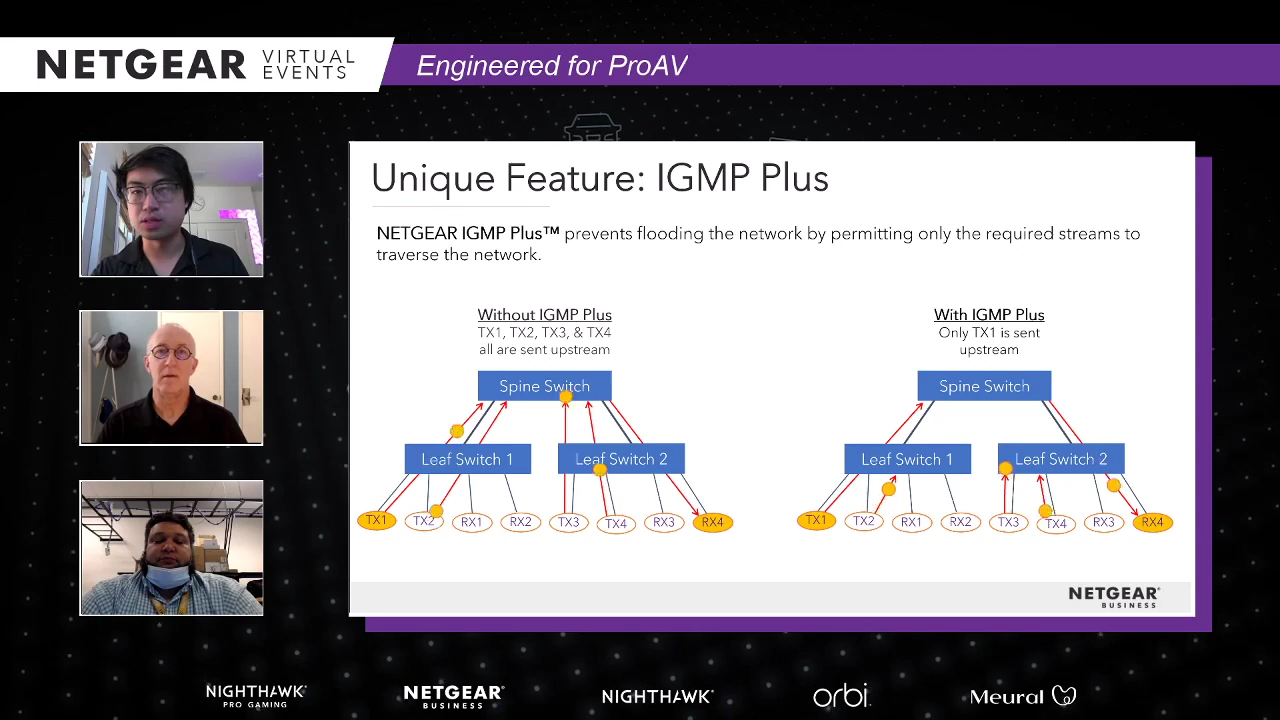 NETGEAR VIRTUAL EVENTS
Engineered for ProAV
Unique Feature: IGMP Plus
NETGEAR IGMP Plus™ prevents flooding the network by permitting only the required streams to
traverse the network.
Without IGMP Plus
TX1, TX2, TX3, & TX4
all are sent upstream
Spine Switch
Leaf Switch 1
Leaf Switch 2
TX1
TX2
RX1
RX2
TX3
TX4
RX3
RX4
With IGMP Plus
Only TX1 is sent
upstream
Spine Switch
Leaf Switch 1
Leaf Switch 2
TX1
TX2
RX1
RX2
TX3
TX4
RX3
RX4
NETGEAR®
BUSINESS
NIGHTHAWK®
PRO GAMING
NETGEAR®
BUSINESS
NIGHTHAWK®
orbi
Meural